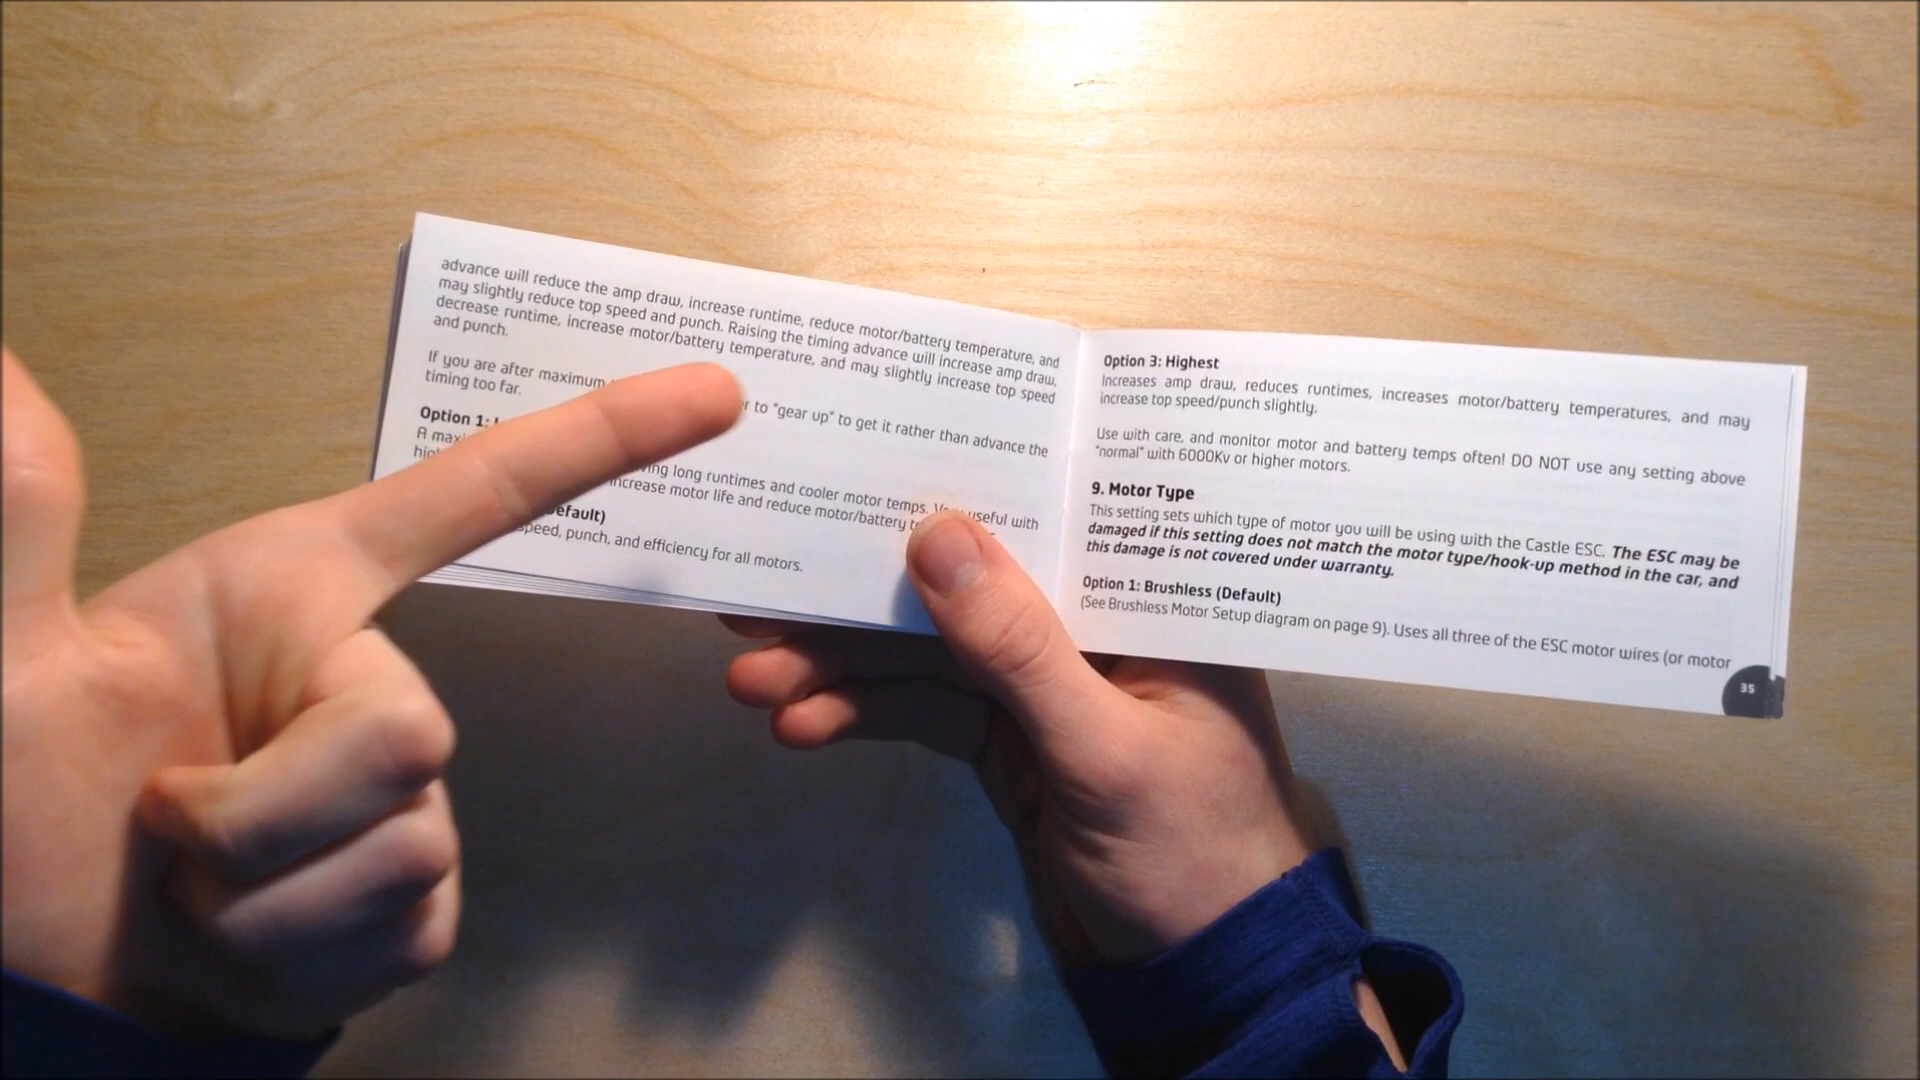 advance will reduce the amp draw, increase runtime, reduce motor/battery temperature, and
may slightly reduce top speed and punch. Raising the timing advance will increase amp draw,
decrease runtime, increase motor/battery temperature, and may slightly increase top speed
and punch.
If you are after maximum to "gear up" to get it rather than advance the
timing too far.
Option 1:
A long runtimes and cooler motor temps. useful with
increase motor life and reduce motor/battery
Default)
speed, punch, and efficiency for all motors.
Option 3: Highest
Increases amp draw, reduces runtimes, increases motor/battery temperatures, and may
increase top speed/punch slightly.
Use with care, and monitor motor and battery temps often! DO NOT use any setting above
"normal" with 6000Kv or higher motors.
9. Motor Type
This setting sets which type of motor you will be using with the Castle ESC. The ESC may be
damaged if this setting does not match the motor type/hook-up method in the car, and
this damage is not covered under warranty.
Option 1: Brushless (Default)
(See Brushless Motor Setup diagram on page 9). Uses all three of the ESC motor wires (or motor
35